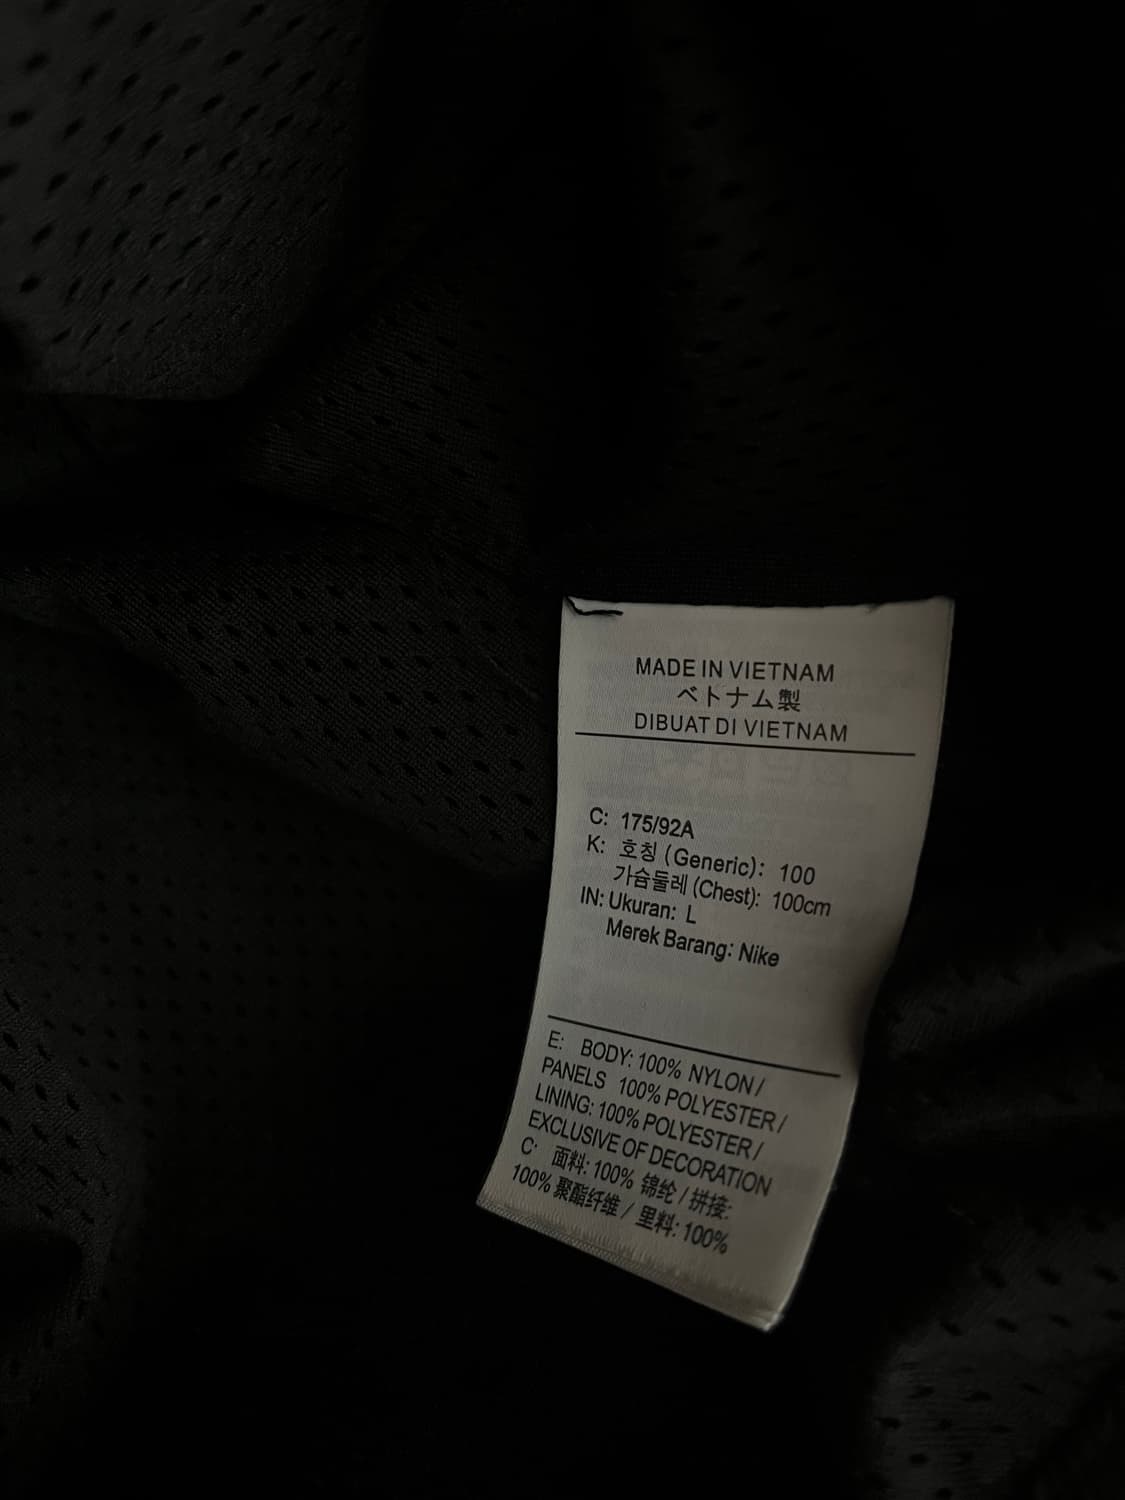 MADE IN VIETNAM
ベトナム製
DIBUAT DI VIETNAM
C: 175/92A
K: 호칭 (Generic): 100
가슴둘레 (Chest): 100cm
IN: Ukuran: L
Merek Barang: Nike
E: BODY: 100% NYLON /
PANELS 100% POLYESTER /
LINING: 100% POLYESTER /
EXCLUSIVE OF DECORATION
C: 面料: 100% 锦纶 / 拼接:
100% 聚酯纤维 / 里料: 100%